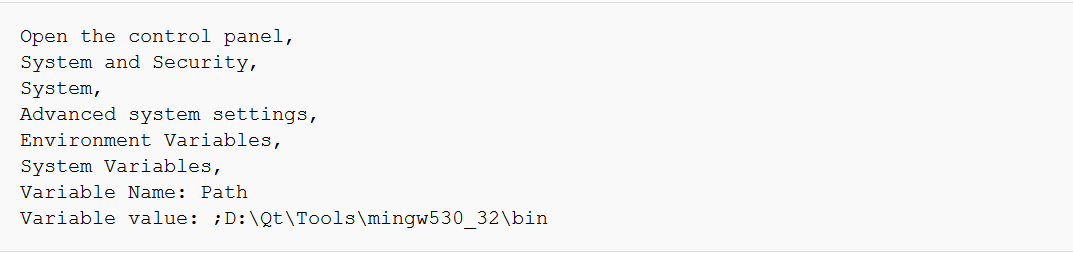 Open the control panel,
System and Security,
System,
Advanced system settings,
Environment Variables,
System Variables,
Variable Name: Path
Variable value: ;D:\Qt\Tools\mingw530_32\bin